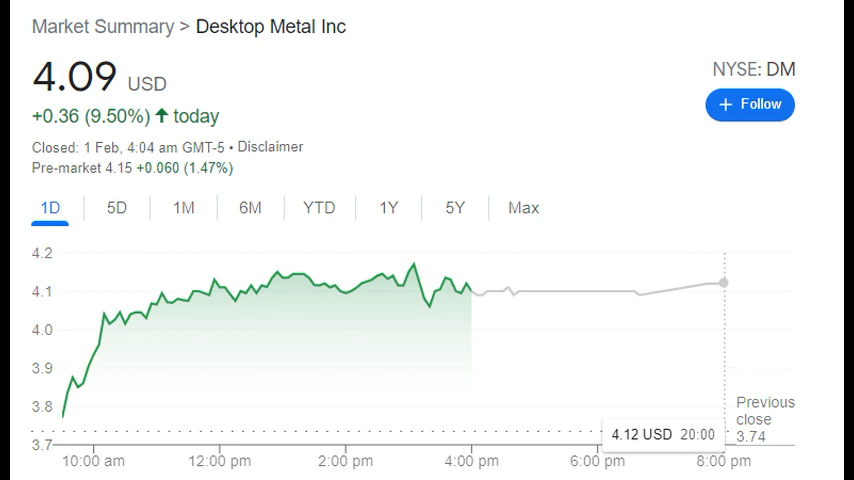 Market Summary > Desktop Metal Inc
4.09 USD
NYSE: DM
+ Follow
+0.36 (9.50%) ↑ today
Closed: 1 Feb, 4:04 am GMT-5 • Disclaimer
Pre-market 4.15 +0.060 (1.47%)
1D 5D 1M 6M YTD 1Y 5Y Max
4.2
4.1
4.0
3.9
3.8
3.7
Previous
close
3.74
4.12 USD 20:00
10:00 am 12:00 pm 2:00 pm 4:00 pm 6:00 pm 8:00 pm